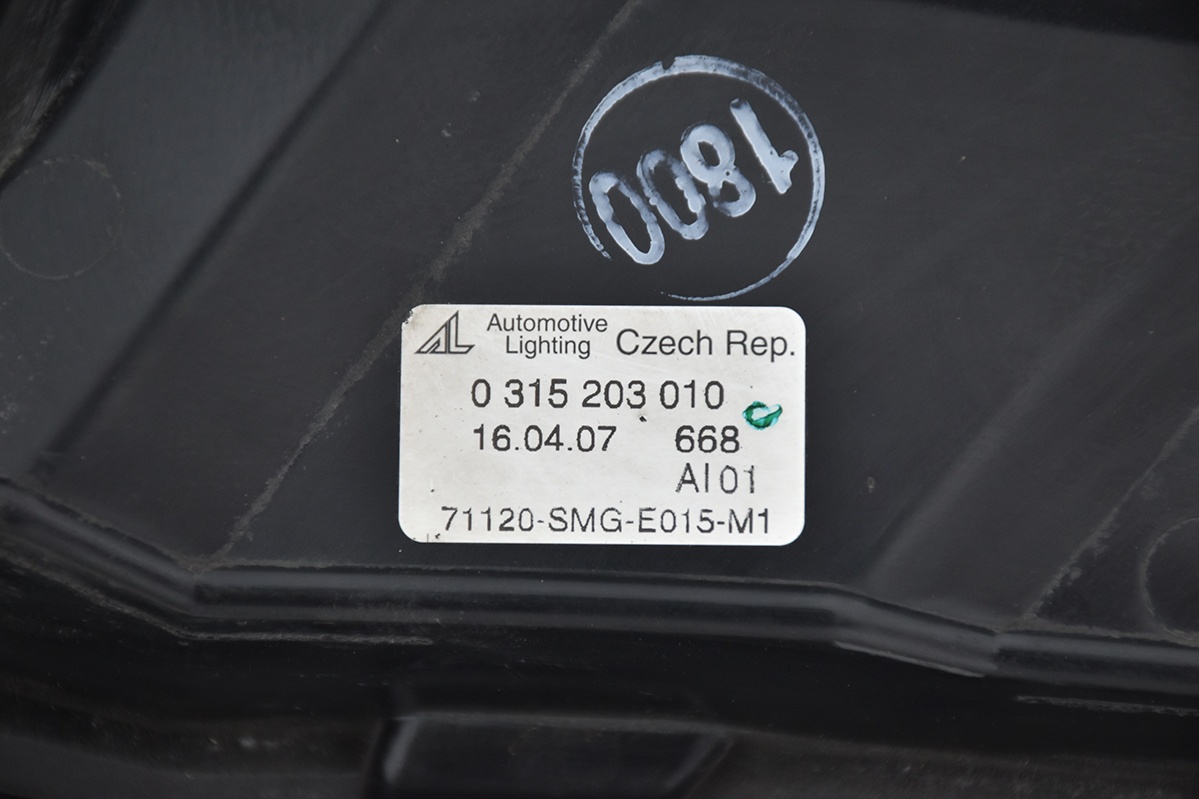 1800
AL Automotive Lighting Czech Rep.
0 315 203 010
16.04.07 668
AI01
71120-SMG-E015-M1